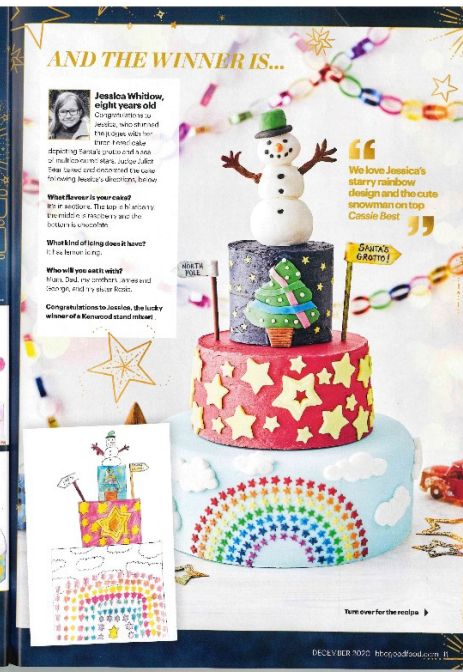 AND THE WINNER IS...
Jessica Whitlow,
eight years old
Congratulations to
Jessica, who stunned
the judges with her
three-tiered cake
depicting Santa's grotto and a sea
of multicoloured stars. Judge Juliet
Sear baked and decorated the cake
following Jessica's directions, below
What flavour is your cake?
It's in sections. The top is blueberry,
the middle is raspberry and the
bottom is chocolate.
What kind of icing does it have?
It has lemon icing.
Who will you eat it with?
Mum, Dad, my brothers James and
George, and my sister Rosie.
Congratulations to Jessica, the lucky
winner of a Kenwood stand mixer!
We love Jessica's
starry rainbow
design and the cute
snowman on top
Cassie Best
NORTH
POLE
SANTA'S
GROTTO!
Turn over for the recipe
DECEMBER 2020 bbcgoodfood.com 11